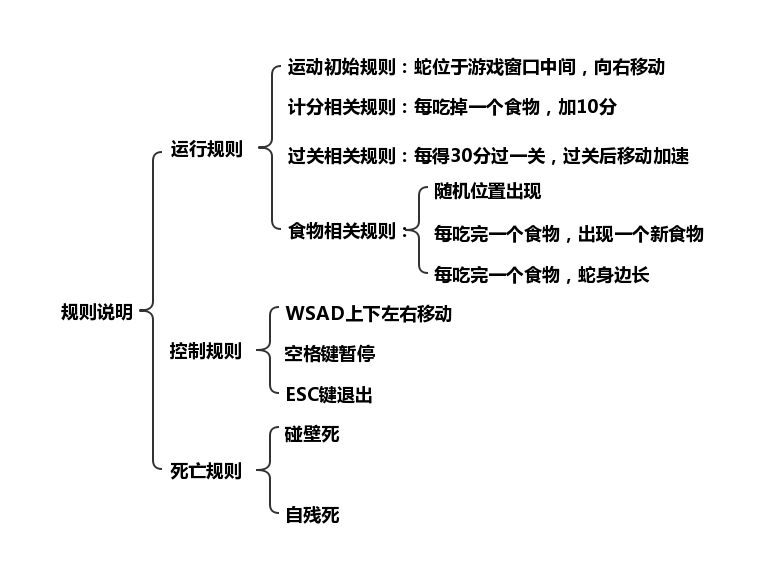 规则说明
运行规则
运动初始规则：蛇位于游戏窗口中间，向右移动
计分相关规则：每吃掉一个食物，加10分
过关相关规则：每得30分过一关，过关后移动加速
食物相关规则：
随机位置出现
每吃完一个食物，出现一个新食物
每吃完一个食物，蛇身边长
控制规则
WSAD上下左右移动
空格键暂停
ESC键退出
死亡规则
碰壁死
自残死